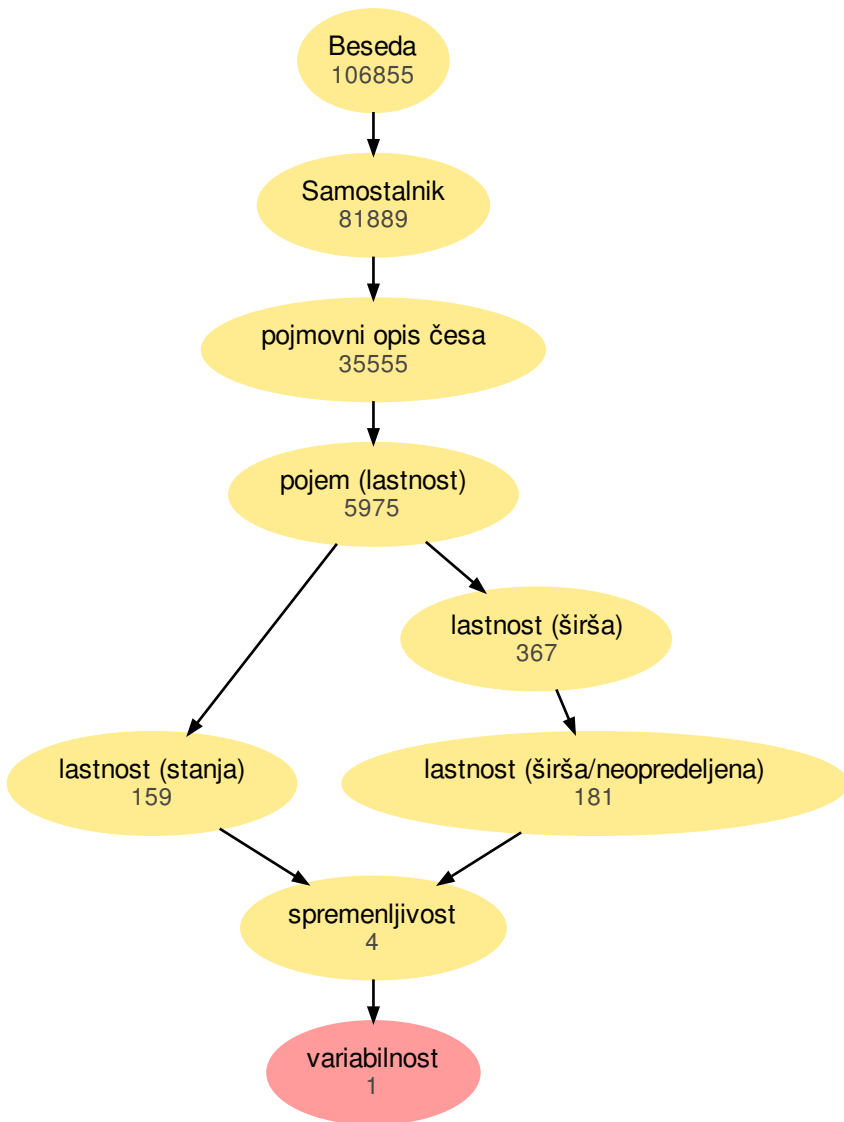 Beseda
106855
Samostalnik
81889
pojmovni opis česa
35555
pojem (lastnost)
5975
lastnost (širša)
367
lastnost (stanja)
159
lastnost (širša/neopredeljena)
181
spremenljivost
4
variabilnost
1